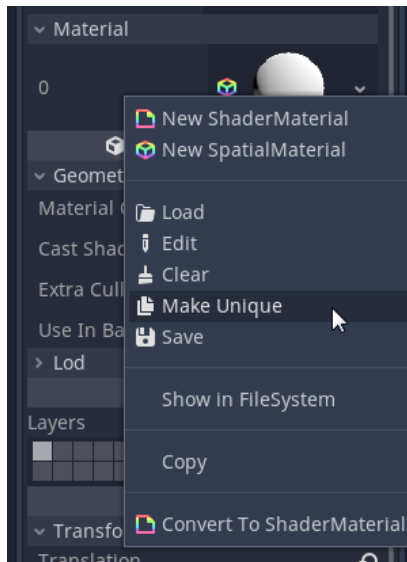 Material
0
New ShaderMaterial
New SpatialMaterial
Geomet
Material
Load
Cast Shad
Edit
Clear
Extra Cull
Make Unique
Use In Ba
Save
Lod
Show in FileSystem
Layers
Copy
Transfo
Convert To ShaderMaterial
Translation